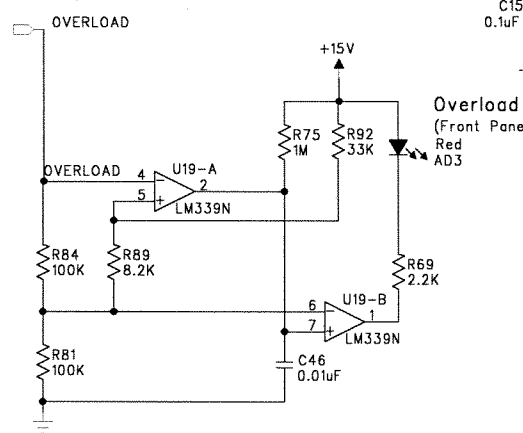 C15
OVERLOAD
0.1uF
+15V
Overload
(Front Pane
Red
AD3
R75
1M
R92
33K
OVERLOAD
4
5
U19-A
2
LM339N
R84
100K
R89
8.2K
R69
2.2K
6
7
U19-B
1
LM339N
R81
100K
C46
0.01uF